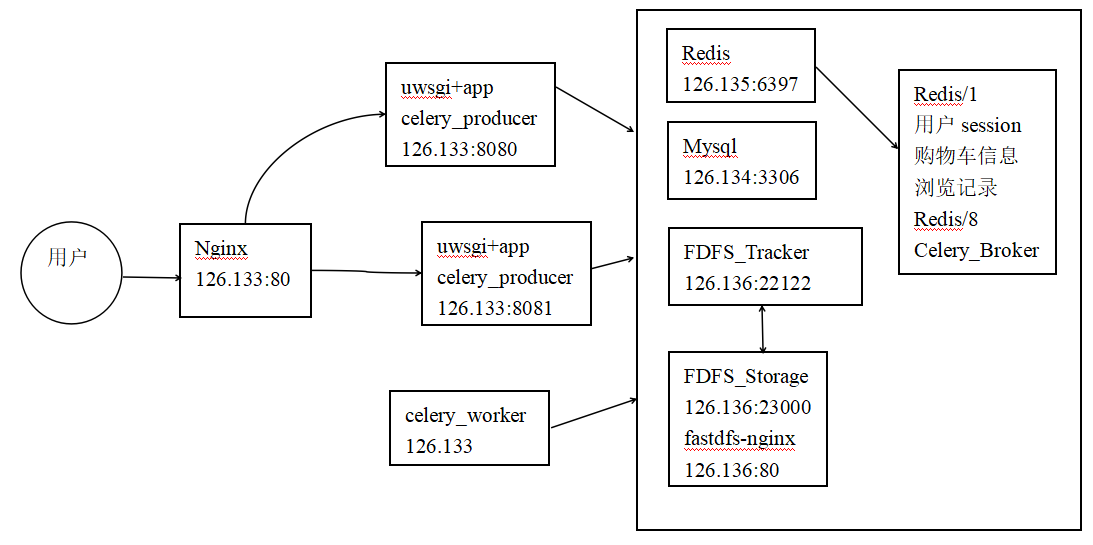 用户
Nginx
126.133:80
uwsgi+app
celery_producer
126.133:8080
uwsgi+app
celery_producer
126.133:8081
celery_worker
126.133
Redis
126.135:6397
Mysql
126.134:3306
FDFS_Tracker
126.136:22122
FDFS_Storage
126.136:23000
fastdfs-nginx
126.136:80
Redis/1
用户 session
购物车信息
浏览记录
Redis/8
Celery_Broker